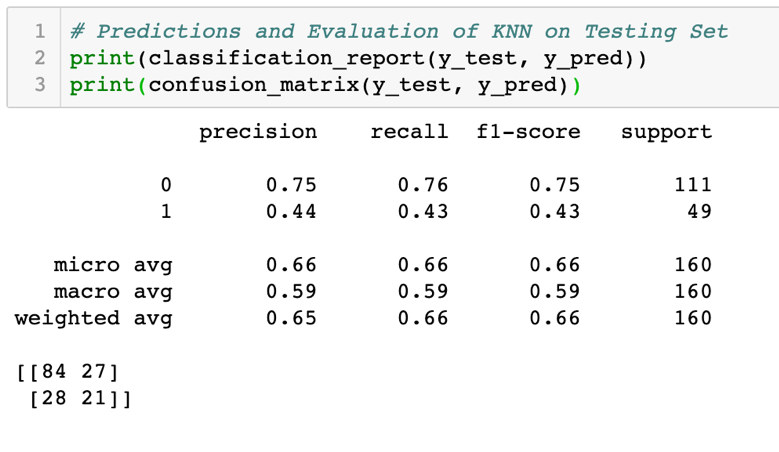 1 # Predictions and Evaluation of KNN on Testing Set
2 print(classification_report(y_test, y_pred))
3 print(confusion_matrix(y_test, y_pred))
precision recall f1-score support
0 0.75 0.76 0.75 111
1 0.44 0.43 0.43 49
micro avg 0.66 0.66 0.66 160
macro avg 0.59 0.59 0.59 160
weighted avg 0.65 0.66 0.66 160
[[84 27]
[28 21]]